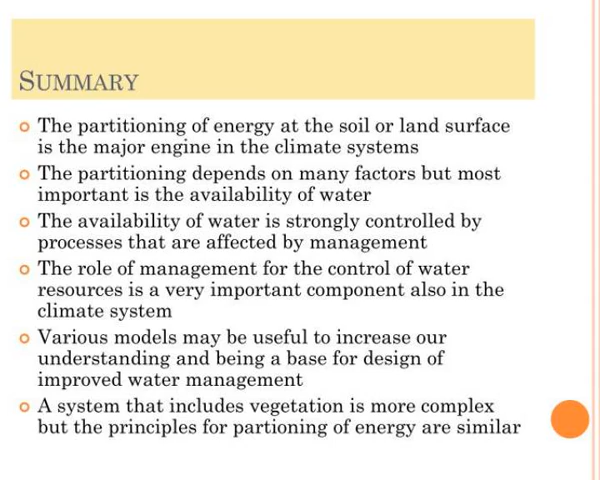 SUMMARY
The partitioning of energy at the soil or land surface
is the major engine in the climate systems
The partitioning depends on many factors but most
important is the availability of water
The availability of water is strongly controlled by
processes that are affected by management
The role of management for the control of water
resources is a very important component also in the
climate system
Various models may be useful to increase our
understanding and being a base for design of
improved water management
A system that includes vegetation is more complex
but the principles for partioning of energy are similar